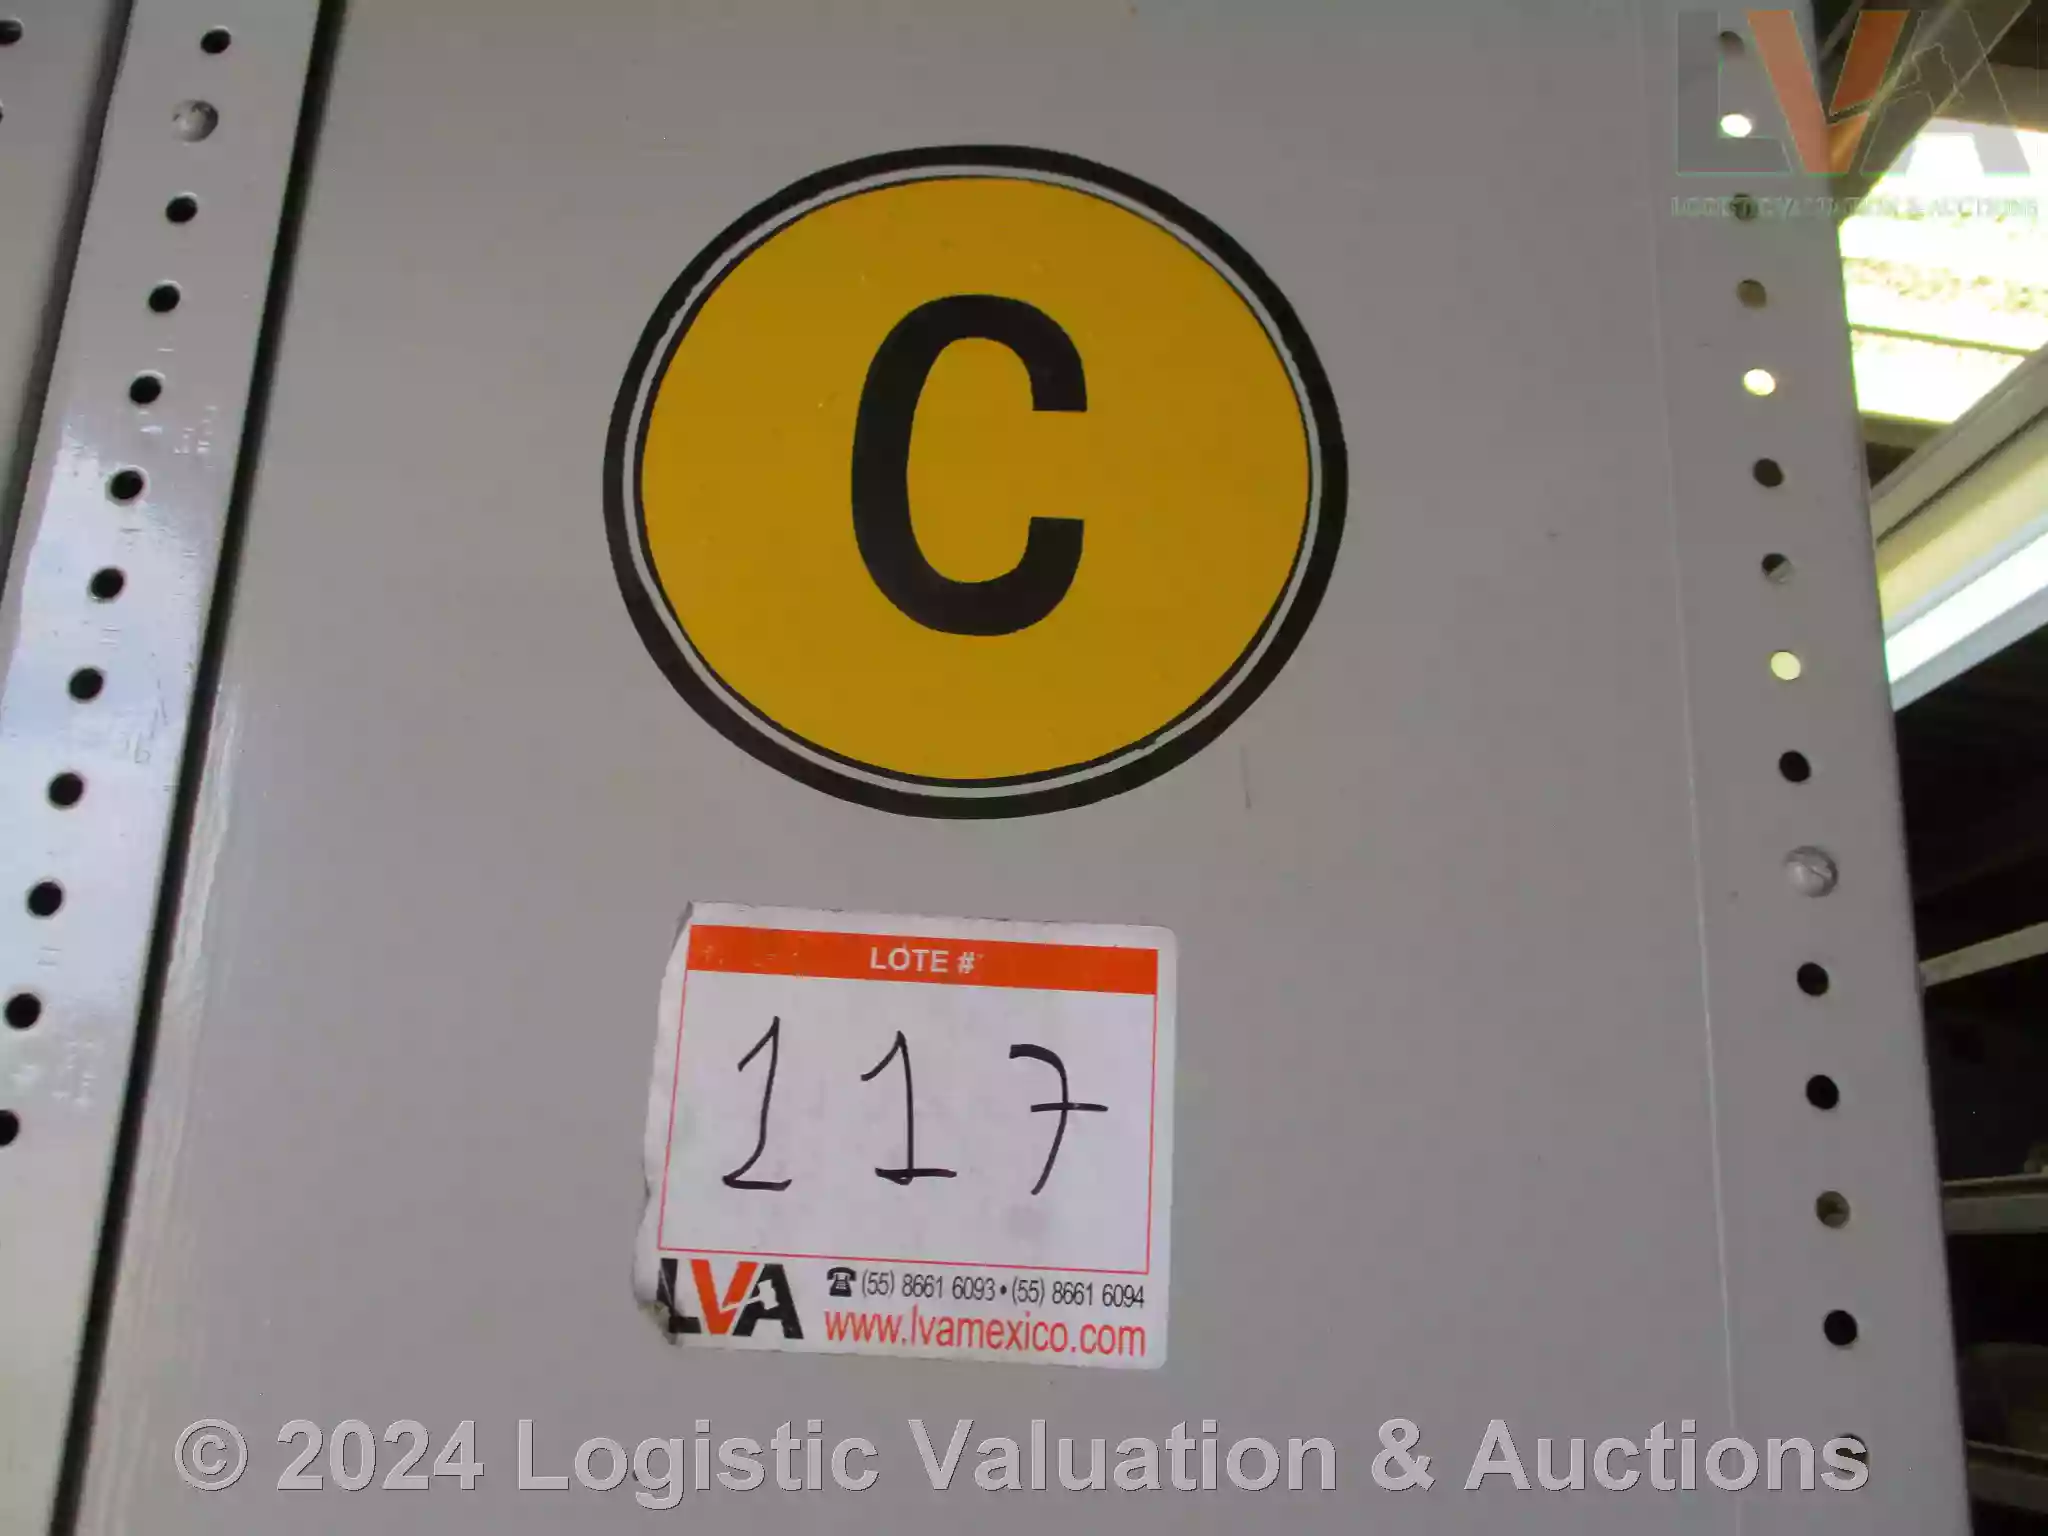 LVA
LOGISTIC VALUATION & AUCTIONS
C
LOTE #
117
LVA (55) 8661 6093 • (55) 8661 6094
www.lvamexico.com
© 2024 Logistic Valuation & Auctions